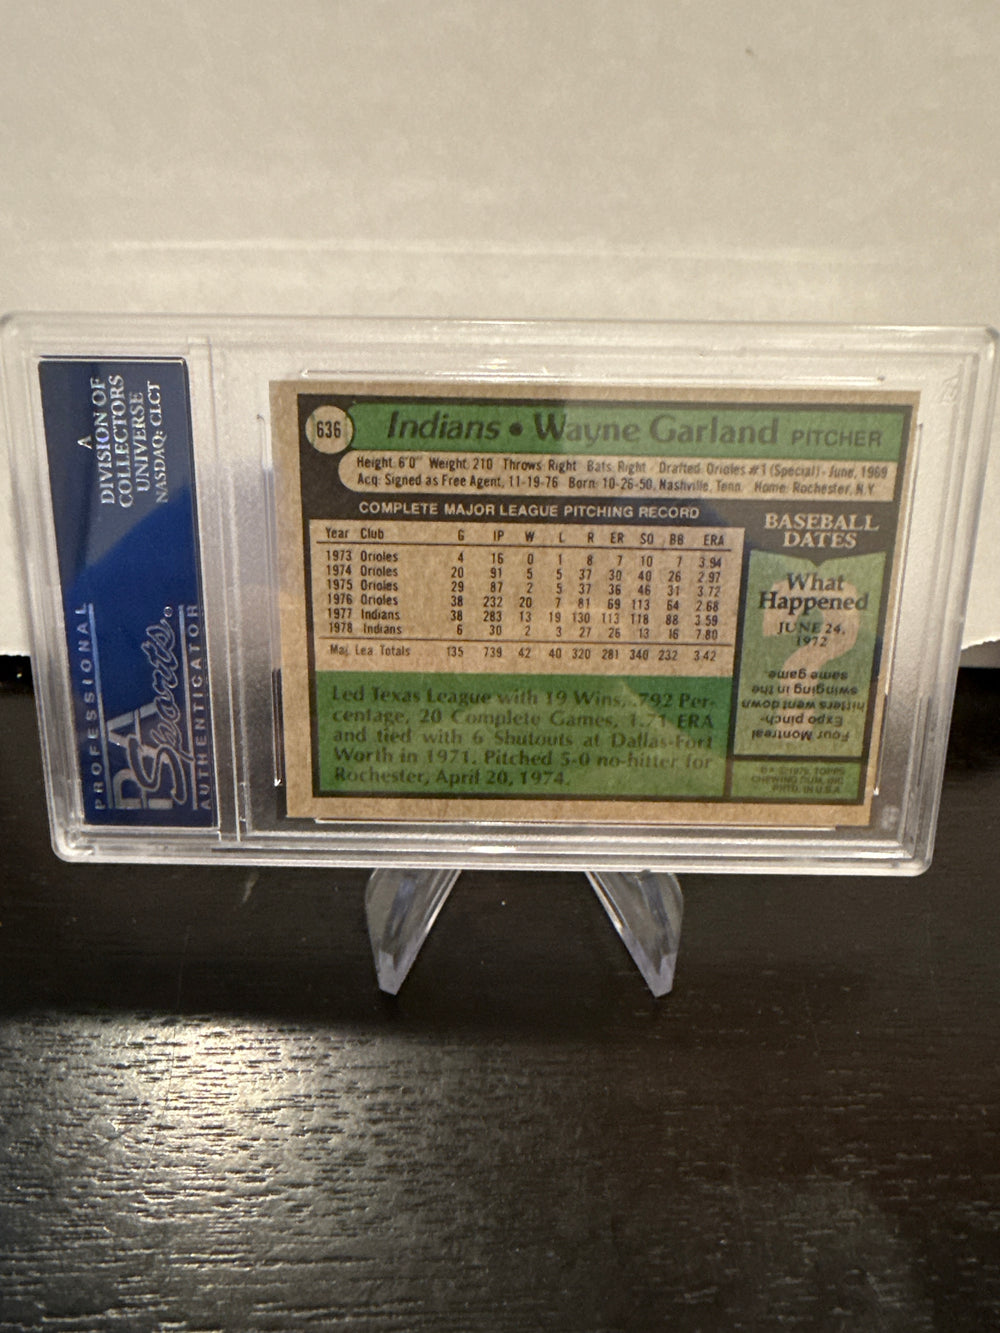 A
DIVISION OF
COLLECTORS
UNIVERSE
NASDAQ: CLCT
PROFESSIONAL
PSA
Sports
AUTHENTICATOR
636
Indians • Wayne Garland PITCHER
Height 6'0" Weight 210 Throws Right Bats Right Drafted Orioles #1 (Special) - June, 1969
Acq: Signed as Free Agent, 11-19-76 Born: 10-26-50, Nashville, Tenn. Home: Rochester, N.Y.
COMPLETE MAJOR LEAGUE PITCHING RECORD
Year Club G IP W L R ER SO BB ERA
1973 Orioles 4 16 0 1 8 7 10 7 3.94
1974 Orioles 20 91 5 5 37 30 40 26 2.97
1975 Orioles 29 87 2 5 37 36 46 31 3.72
1976 Orioles 38 232 20 7 81 69 113 64 2.68
1977 Indians 38 283 13 19 130 113 118 88 3.59
1978 Indians 6 30 2 3 27 26 13 16 7.80
Maj. Lea. Totals 135 739 42 40 320 281 340 232 3.42
Led Texas League with 19 Wins, .792 Per-
centage, 20 Complete Games, 1.71 ERA
and tied with 6 Shutouts at Dallas-Fort
Worth in 1971. Pitched 5-0 no-hitter for
Rochester, April 20, 1974.
BASEBALL
DATES
What
Happened
JUNE 24,
1972
?
Four Montreal
Expo pinch-
hitters went down
swinging in the
same game
© 1979 TOPPS
CHEWING GUM, INC.
PRTD. IN U.S.A.